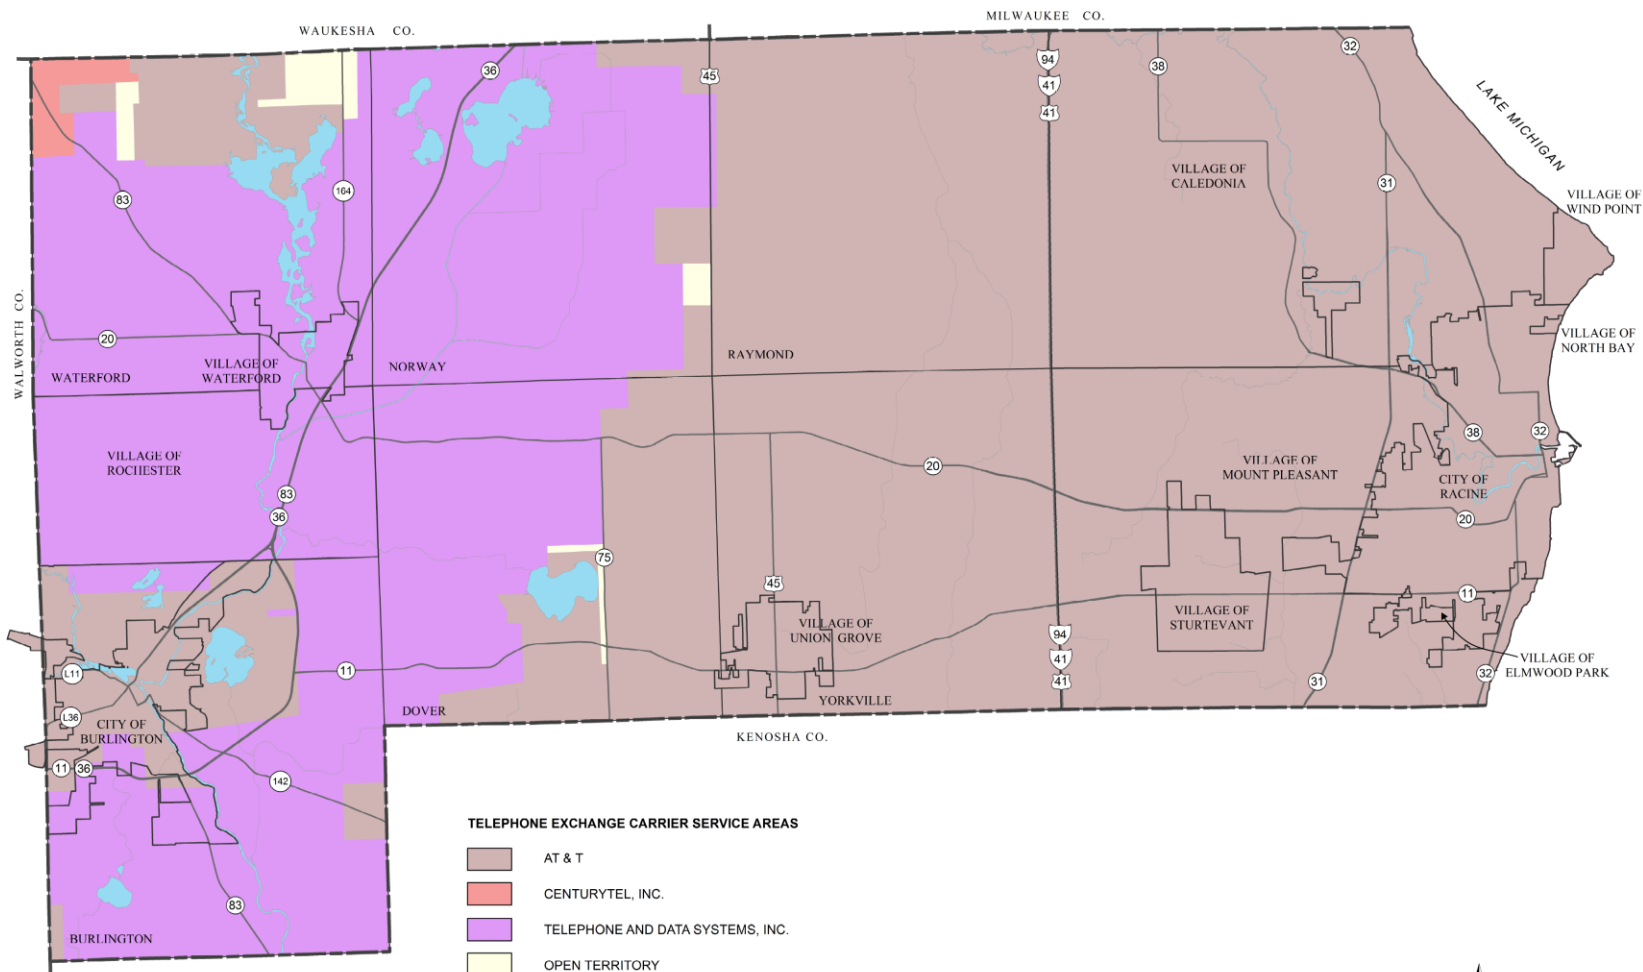 WAUKESHA CO.
MILWAUKEE CO.
32
36
94
38
45
41
41
LAKE MICHIGAN
VILLAGE OF
CALEDONIA
31
164
83
VILLAGE OF
WIND POINT
WALWORTH CO.
20
VILLAGE OF
NORTH BAY
RAYMOND
VILLAGE OF
WATERFORD
NORWAY
WATERFORD
38
32
VILLAGE OF
ROCHESTER
VILLAGE OF
MOUNT PLEASANT
20
CITY OF
RACINE
83
36
20
75
45
11
VILLAGE OF
STURTEVANT
VILLAGE OF
UNION GROVE
94
41
41
VILLAGE OF
ELMWOOD PARK
L11
11
31
32
YORKVILLE
DOVER
L36
CITY OF
BURLINGTON
KENOSHA CO.
11
36
142
83
BURLINGTON
TELEPHONE EXCHANGE CARRIER SERVICE AREAS
AT & T
CENTURYTEL, INC.
TELEPHONE AND DATA SYSTEMS, INC.
OPEN TERRITORY